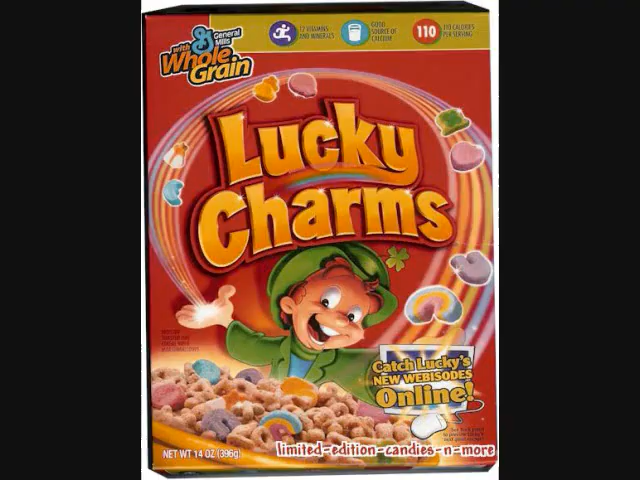 with
General
Mills
Whole
Grain
12 VITAMINS
AND MINERALS
GOOD
SOURCE OF
CALCIUM
110
110 CALORIES
PER SERVING
Lucky
Charms
Catch Lucky's
NEW WEBISODES
Online!
NET WT 14 OZ (396g)
limited-edition-candies-n-more